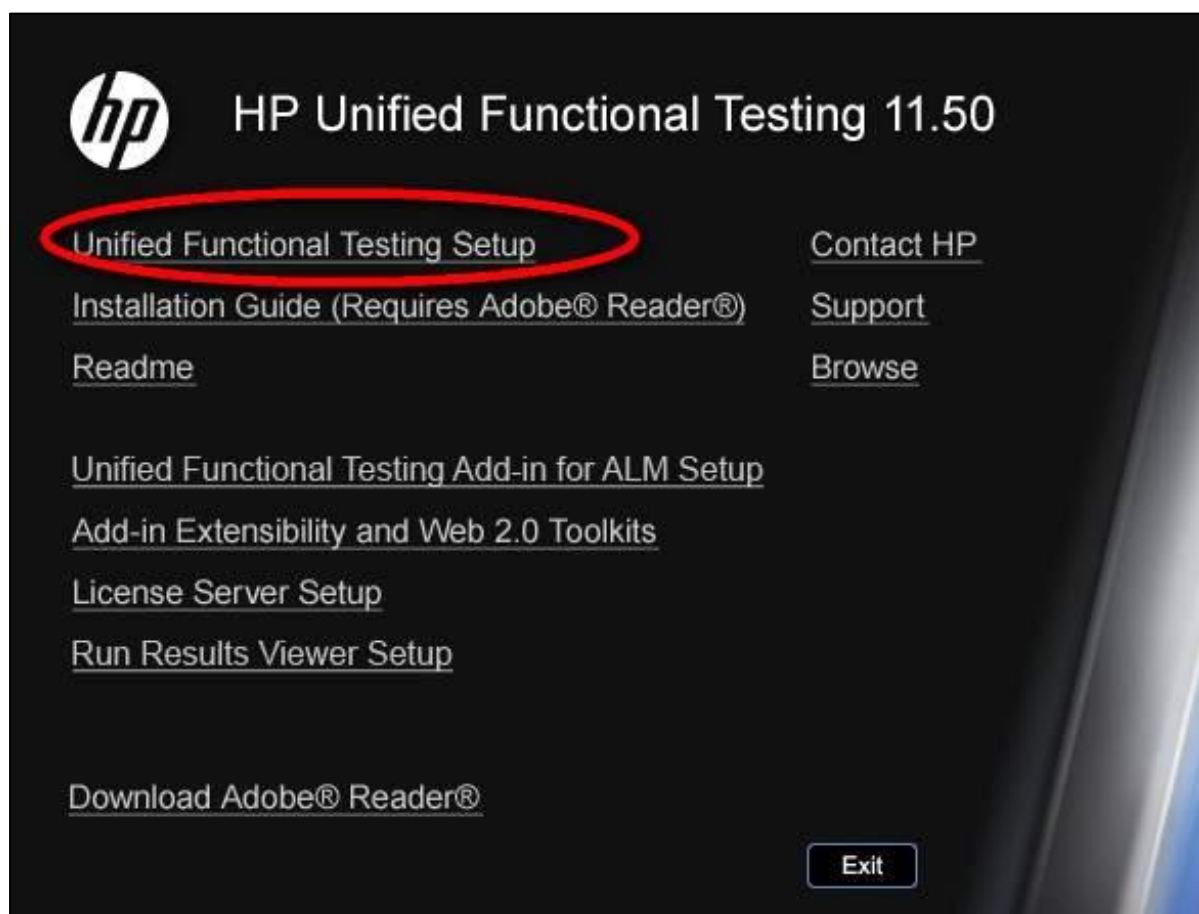 hp HP Unified Functional Testing 11.50
Unified Functional Testing Setup Contact HP
Installation Guide (Requires Adobe® Reader®) Support
Readme Browse
Unified Functional Testing Add-in for ALM Setup
Add-in Extensibility and Web 2.0 Toolkits
License Server Setup
Run Results Viewer Setup
Download Adobe® Reader®
Exit